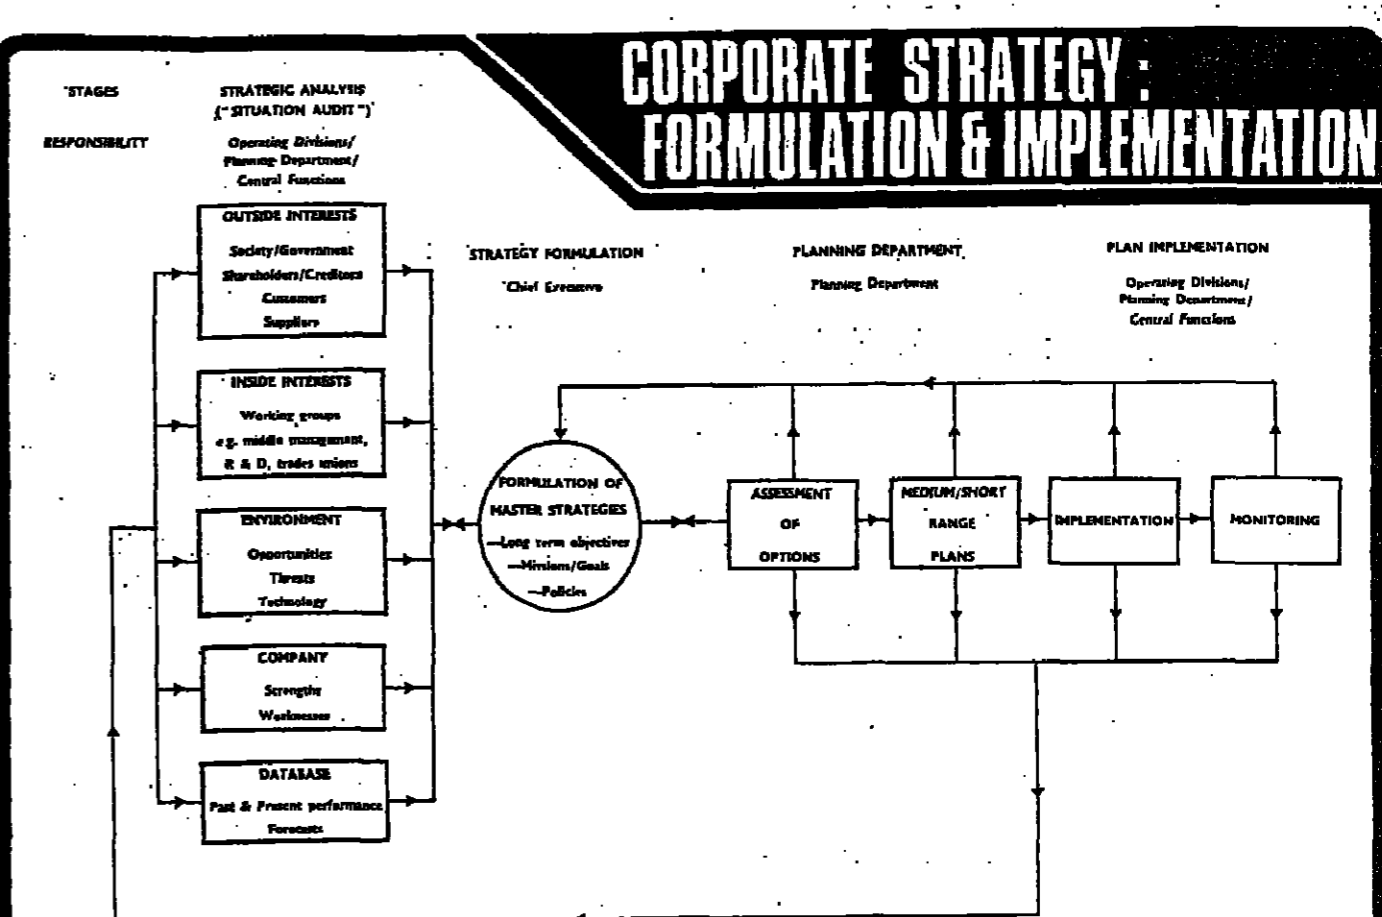 CORPORATE STRATEGY:
FORMULATION & IMPLEMENTATION
STAGES
STRATEGIC ANALYSIS
("SITUATION AUDIT")
RESPONSIBILITY
Operating Divisions/
Planning Department/
Central Functions
OUTSIDE INTERESTS
Society/Government
Shareholders/Creditors
Customers
Suppliers
INSIDE INTERESTS
Working groups
e.g. middle management,
R & D, trades unions
ENVIRONMENT
Opportunities
Threats
Technology
COMPANY
Strengths
Weaknesses
DATABASE
Past & Present performance
Forecasts
STRATEGY FORMULATION
Chief Executive
FORMULATION OF
MASTER STRATEGIES
—Long term objectives
—Missions/Goals
—Policies
PLANNING DEPARTMENT
Planning Department
ASSESSMENT
OF
OPTIONS
MEDIUM/SHORT
RANGE
PLANS
PLAN IMPLEMENTATION
Operating Divisions/
Planning Department/
Central Functions
IMPLEMENTATION
MONITORING